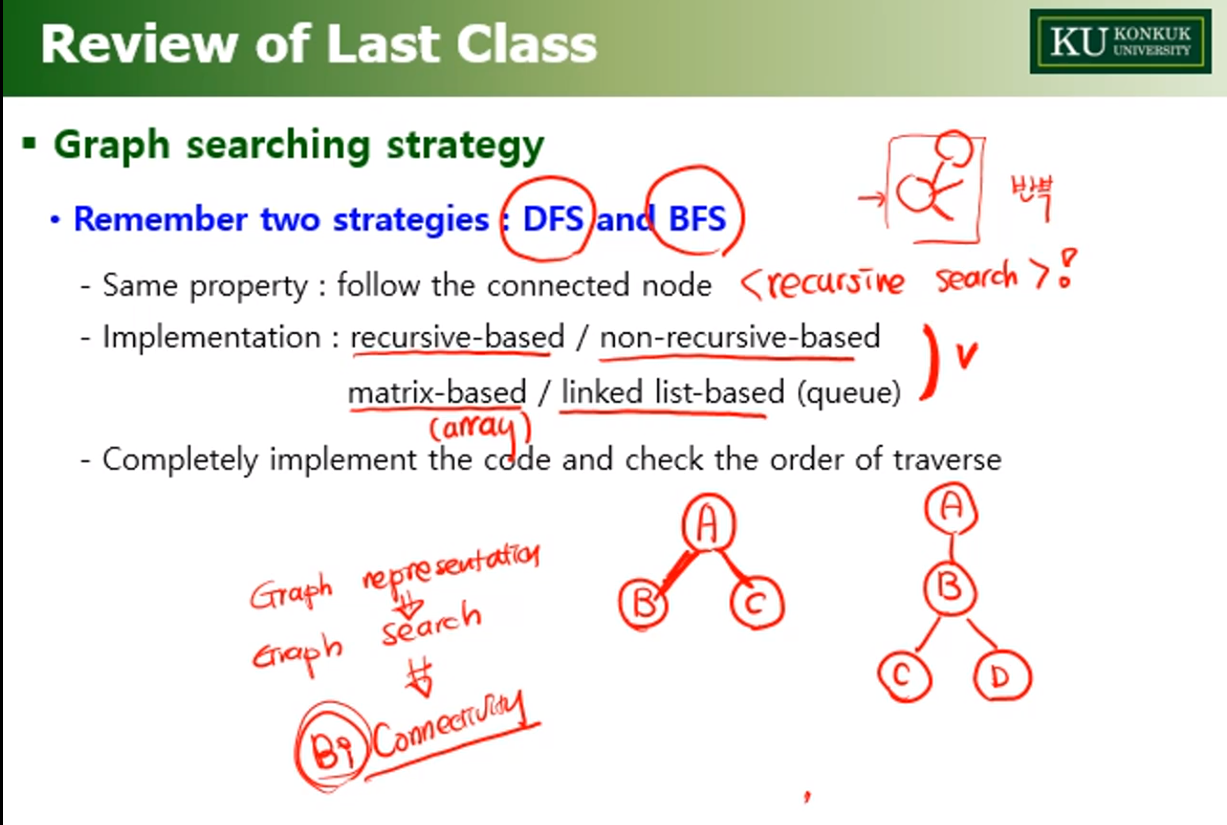 Review of Last Class
KU KONKUK
UNIVERSITY
▪ Graph searching strategy
• Remember two strategies : DFS and BFS
반복
- Same property : follow the connected node <recursive search>
- Implementation : recursive-based / non-recursive-based
v
matrix-based / linked list-based (queue)
(array)
- Completely implement the code and check the order of traverse
A
B C
A
B
C D
Graph representation
Graph search
Bi Connectivity